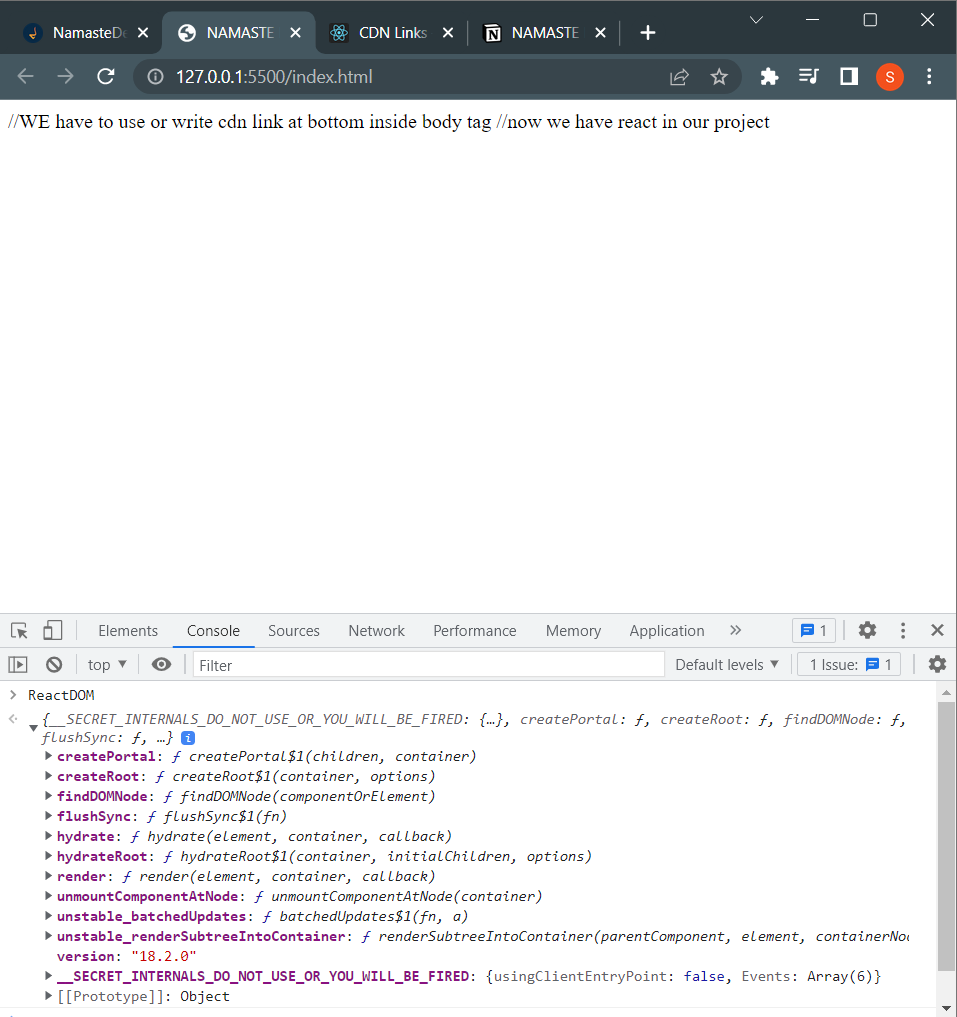 NamasteDe
NAMASTE
CDN Links
NAMASTE
127.0.0.1:5500/index.html
S
//WE have to use or write cdn link at bottom inside body tag //now we have react in our project
Elements Console Sources Network Performance Memory Application » 1
top ▼ Filter Default levels ▼ 1 Issue: 1
> ReactDOM
{__SECRET_INTERNALS_DO_NOT_USE_OR_YOU_WILL_BE_FIRED: {…}, createPortal: ƒ, createRoot: ƒ, findDOMNode: ƒ,
flushSync: ƒ, …} i
createPortal: ƒ createPortal$1(children, container)
createRoot: ƒ createRoot$1(container, options)
findDOMNode: ƒ findDOMNode(componentOrElement)
flushSync: ƒ flushSync$1(fn)
hydrate: ƒ hydrate(element, container, callback)
hydrateRoot: ƒ hydrateRoot$1(container, initialChildren, options)
render: ƒ render(element, container, callback)
unmountComponentAtNode: ƒ unmountComponentAtNode(container)
unstable_batchedUpdates: ƒ batchedUpdates$1(fn, a)
unstable_renderSubtreeIntoContainer: ƒ renderSubtreeIntoContainer(parentComponent, element, containerNo
version: "18.2.0"
__SECRET_INTERNALS_DO_NOT_USE_OR_YOU_WILL_BE_FIRED: {usingClientEntryPoint: false, Events: Array(6)}
[[Prototype]]: Object